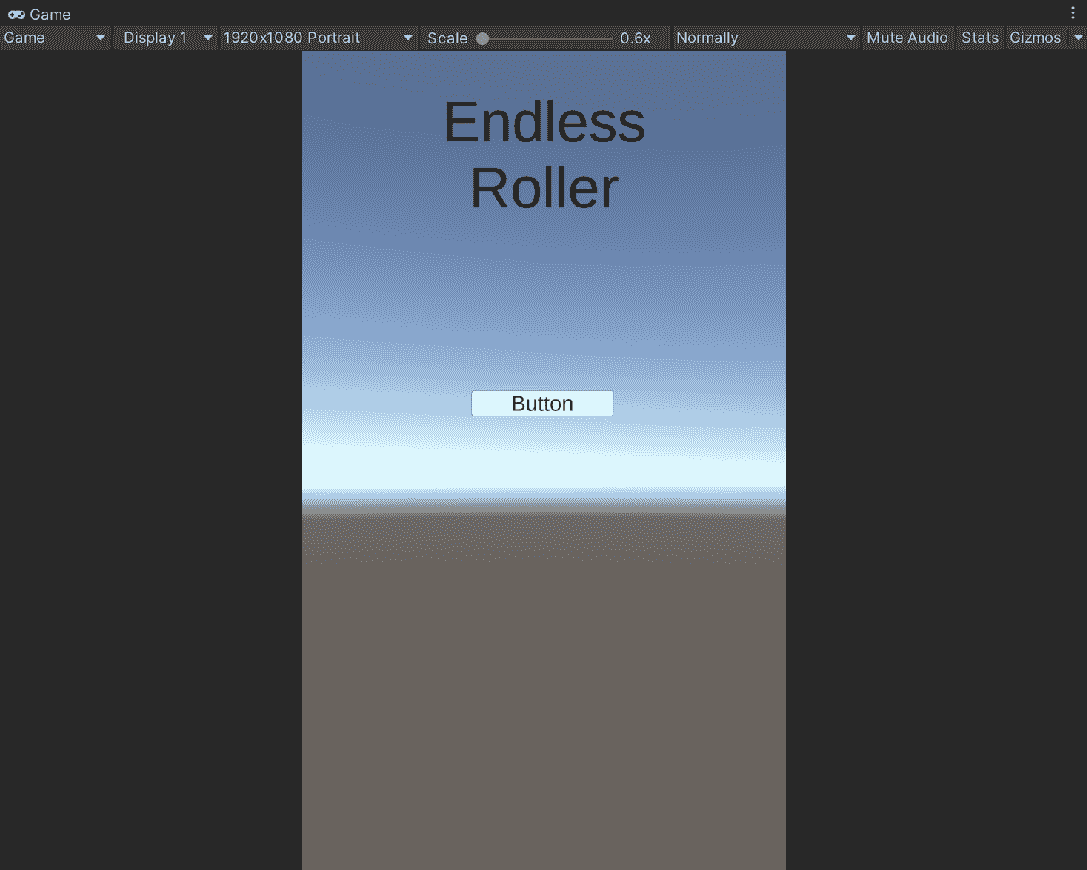 Game
Game Display 1 1920x1080 Portrait Scale 0.6x Normally Mute Audio Stats Gizmos
Endless
Roller
Button